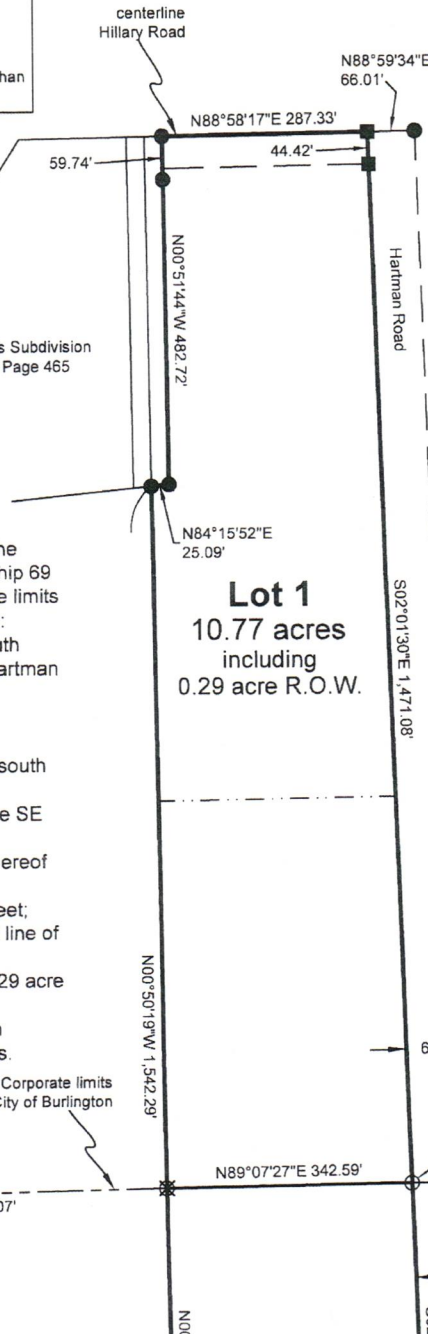 centerline
Hillary Road
N88°59'34"E
66.01'
N88°58'17"E 287.33'
59.74'
44.42'
N00°51'44"W 482.72'
Hartman Road
s Subdivision
Page 465
N84°15'52"E
25.09'
hip 69
e limits
:
artman
Lot 1
10.77 acres
including
0.29 acre R.O.W.
S02°01'30"E 1,471.08'
south
e SE
ereof
eet;
line of
29 acre
s.
N00°50'19"W 1,542.29'
6
Corporate limits
City of Burlington
N89°07'27"E 342.59'
07'
N00